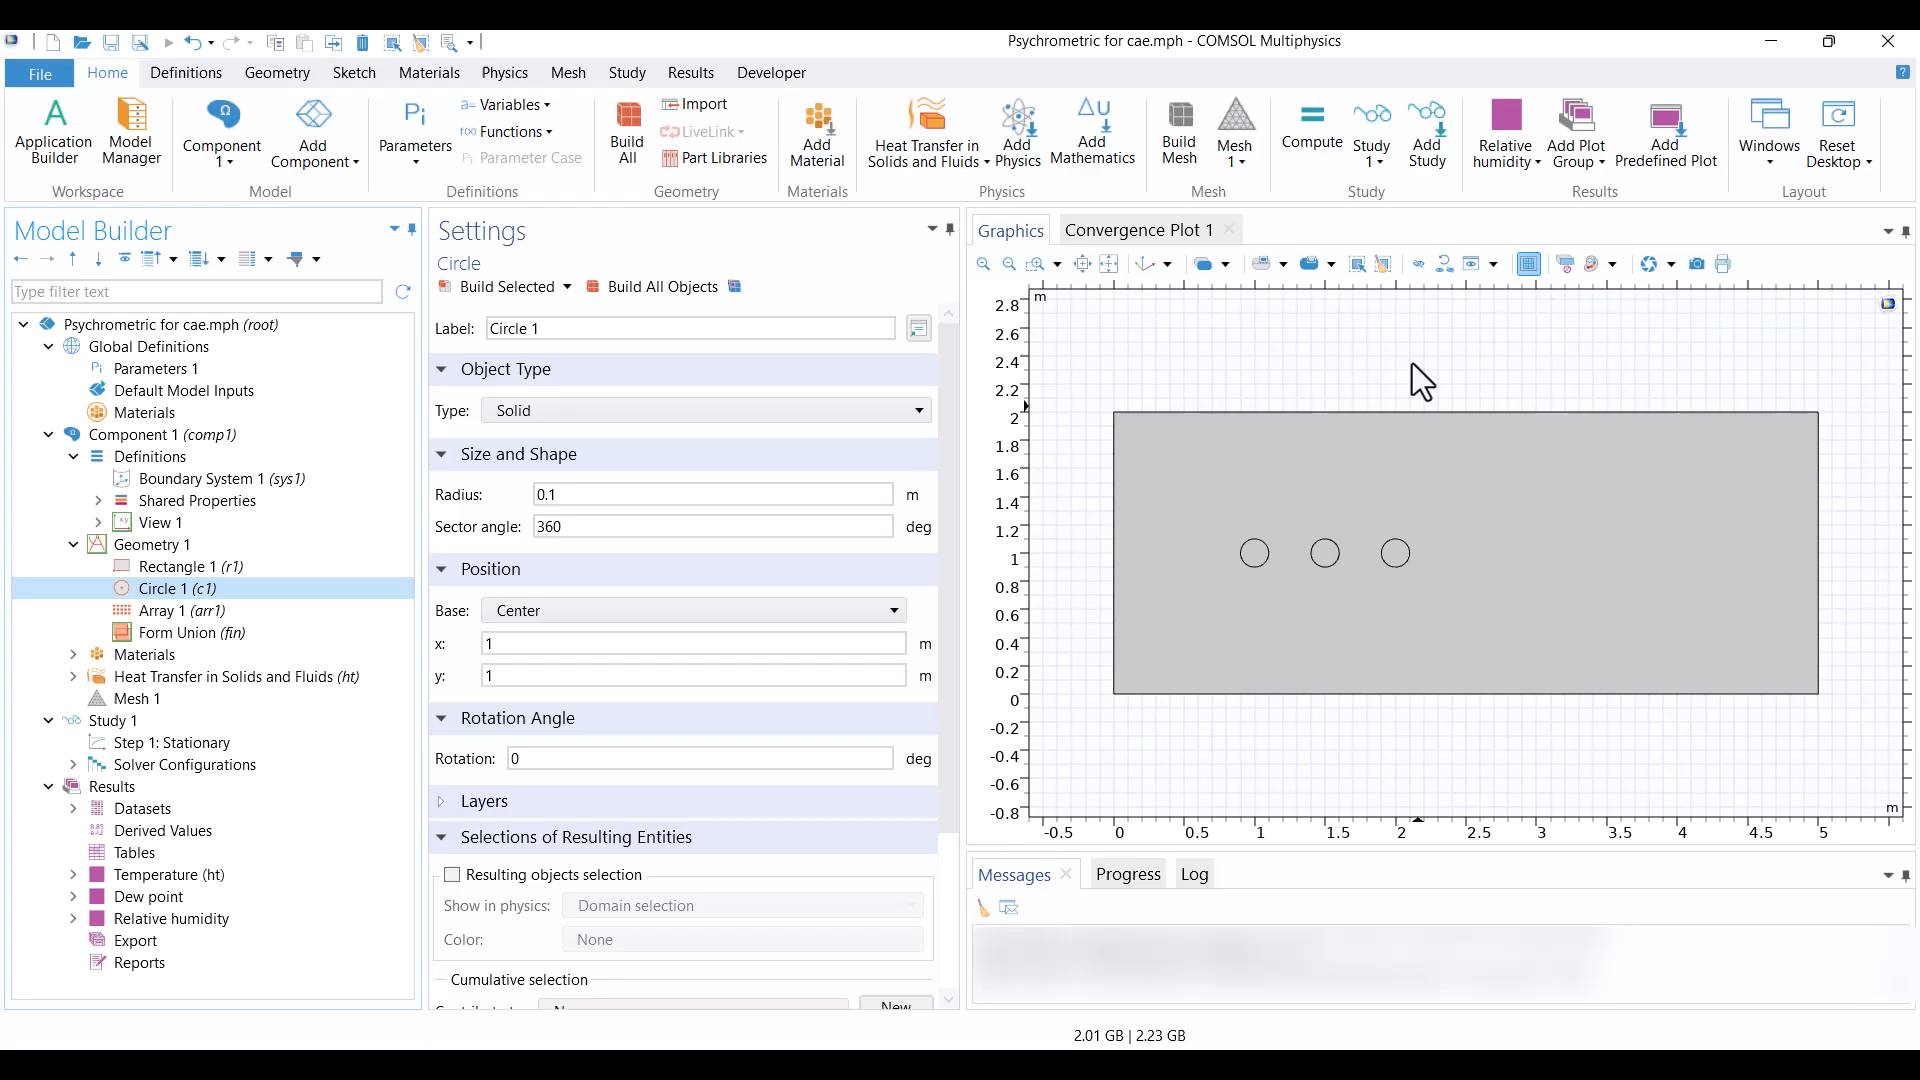 Psychrometric for cae.mph - COMSOL Multiphysics
File Home Definitions Geometry Sketch Materials Physics Mesh Study Results Developer
Application Builder
Model Manager
Workspace
Component 1
Add Component
Model
Pi
Parameters
a= Variables
f(x) Functions
Pi Parameter Case
Definitions
Build All
Import
LiveLink
Part Libraries
Geometry
Add Material
Materials
Heat Transfer in Solids and Fluids
Add Physics
Δu
Add Mathematics
Physics
Build Mesh
Mesh 1
Mesh
Compute
Study 1
Add Study
Study
Relative humidity
Add Plot Group
Add Predefined Plot
Results
Windows
Reset Desktop
Layout
Model Builder
Type filter text
Psychrometric for cae.mph (root)
Global Definitions
Pi Parameters 1
Default Model Inputs
Materials
Component 1 (comp1)
Definitions
Boundary System 1 (sys1)
Shared Properties
View 1
Geometry 1
Rectangle 1 (r1)
Circle 1 (c1)
Array 1 (arr1)
Form Union (fin)
Materials
Heat Transfer in Solids and Fluids (ht)
Mesh 1
Study 1
Step 1: Stationary
Solver Configurations
Results
Datasets
Derived Values
Tables
Temperature (ht)
Dew point
Relative humidity
Export
Reports
Settings
Circle
Build Selected Build All Objects
Label: Circle 1
Object Type
Type: Solid
Size and Shape
Radius: 0.1 m
Sector angle: 360 deg
Position
Base: Center
x: 1 m
y: 1 m
Rotation Angle
Rotation: 0 deg
Layers
Selections of Resulting Entities
Resulting objects selection
Show in physics: Domain selection
Color: None
Cumulative selection
New
Graphics Convergence Plot 1
m
2.8
2.6
2.4
2.2
2
1.8
1.6
1.4
1.2
1
0.8
0.6
0.4
0.2
0
-0.2
-0.4
-0.6
-0.8
m
-0.5 0 0.5 1 1.5 2 2.5 3 3.5 4 4.5 5
Messages Progress Log
2.01 GB | 2.23 GB